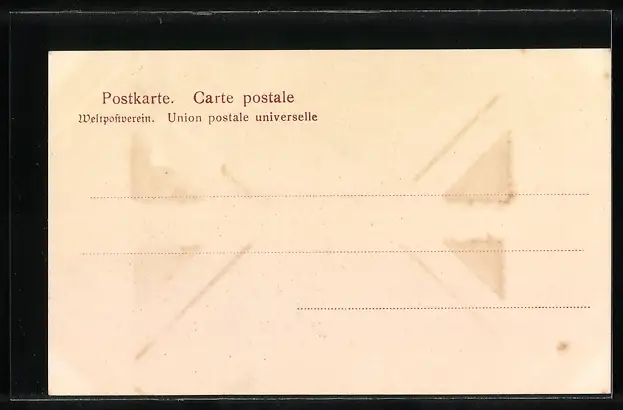 Postkarte. Carte postale
Weltpostverein. Union postale universelle